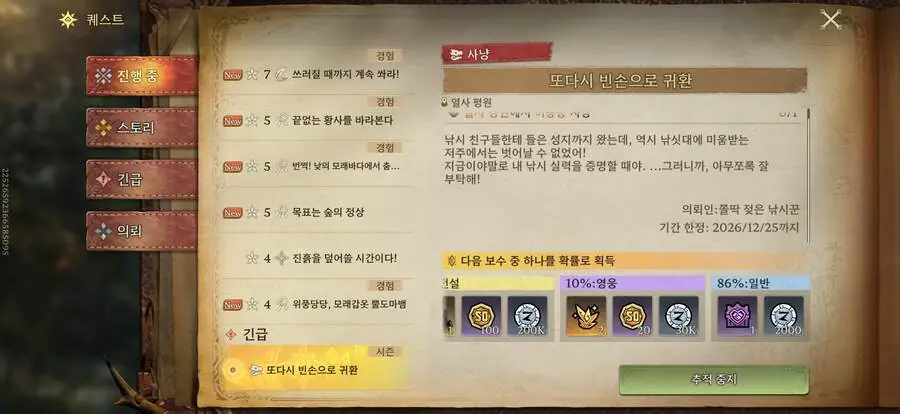 퀘스트
진행 중
스토리
긴급
의뢰
2252659236658509S
경험
New 7 쓰러질 때까지 계속 쏴라!
경험
New 5 끝없는 황사를 바라본다
경험
New 5 번쩍! 낮의 모래바다에서 춤...
New 5 목표는 숲의 정상
4 진흙을 덮어쓸 시간이다!
경험
New 4 위풍당당, 모래갑옷 뿔도마뱀
긴급
시즌
또다시 빈손으로 귀환
사냥
또다시 빈손으로 귀환
열사 평원
0/1
낚시 친구들한테 들은 성지까지 왔는데, 역시 낚싯대에 미움받는
저주에서는 벗어날 수 없었어!
지금이야말로 내 낚시 실력을 증명할 때야. ...그러니까, 아무쪼록 잘
부탁해!
의뢰인:쫄딱 젖은 낚시꾼
기간 한정: 2026/12/25까지
다음 보수 중 하나를 확률로 획득
전설 10%:영웅 86%:일반
SD 100 Z 200K 2 SD 20 Z 30K 1 Z 2000
추적 중지